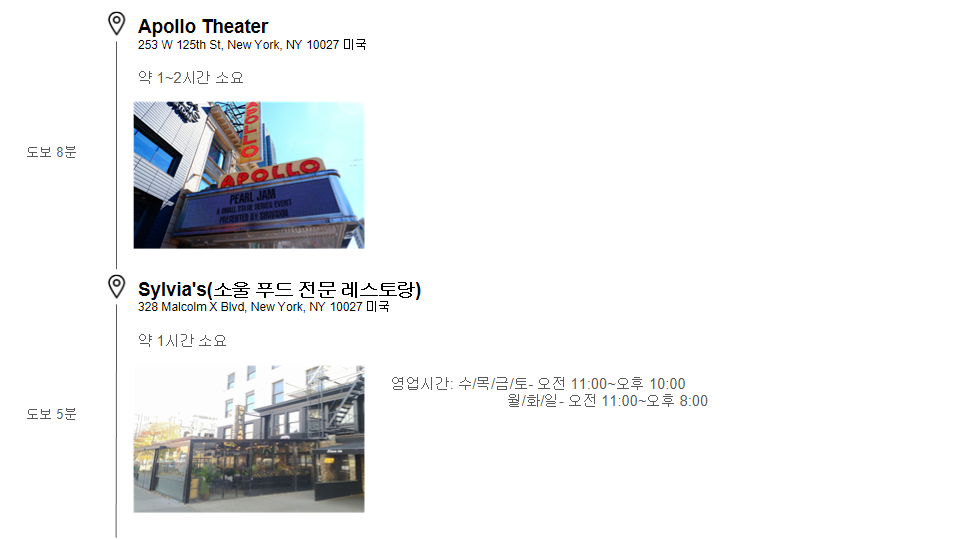 Apollo Theater
253 W 125th St, New York, NY 10027 미국
약 1~2시간 소요
도보 8분
APOLLO
APOLLO
PEARL JAM
A SMALL CLUB SERIES EVENT
PRESENTED BY SIRIUSXM
Sylvia's(소울 푸드 전문 레스토랑)
328 Malcolm X Blvd, New York, NY 10027 미국
약 1시간 소요
영업시간: 수/목/금/토- 오전 11:00~오후 10:00
월/화/일- 오전 11:00~오후 8:00
도보 5분